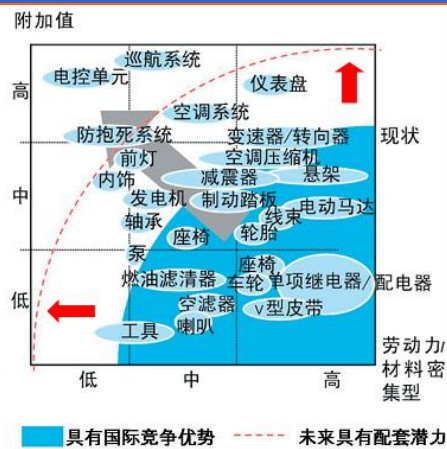 附加值
巡航系统
电控单元
仪表盘
高
空调系统
防抱死系统
变速器/转向器
现状
前灯
空调压缩机
内饰
减震器
悬架
中
发电机
制动踏板
电动马达
线束
轴承
座椅
轮胎
泵
座椅
燃油滤清器
车轮
单项继电器/配电器
低
空滤器
v型皮带
工具
喇叭
劳动力/
材料密
集型
低
中
高
具有国际竞争优势
未来具有配套潜力